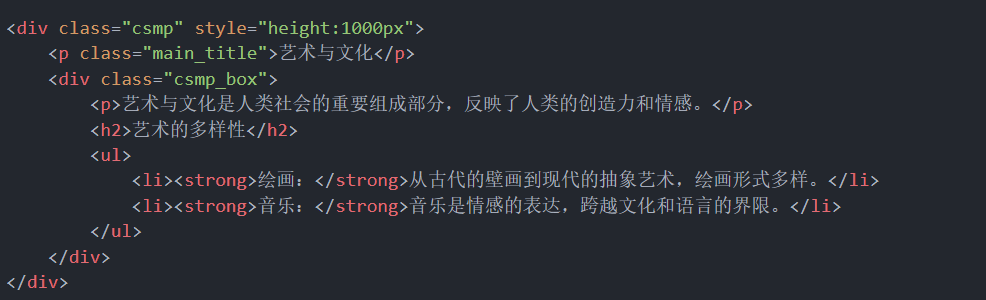 <div class="csmp" style="height:1000px">
    <p class="main_title">艺术与文化</p>
    <div class="csmp_box">
        <p>艺术与文化是人类社会的重要组成部分，反映了人类的创造力和情感。</p>
        <h2>艺术的多样性</h2>
        <ul>
            <li><strong>绘画：</strong>从古代的壁画到现代的抽象艺术，绘画形式多样。</li>
            <li><strong>音乐：</strong>音乐是情感的表达，跨越文化和语言的界限。</li>
        </ul>
    </div>
</div>